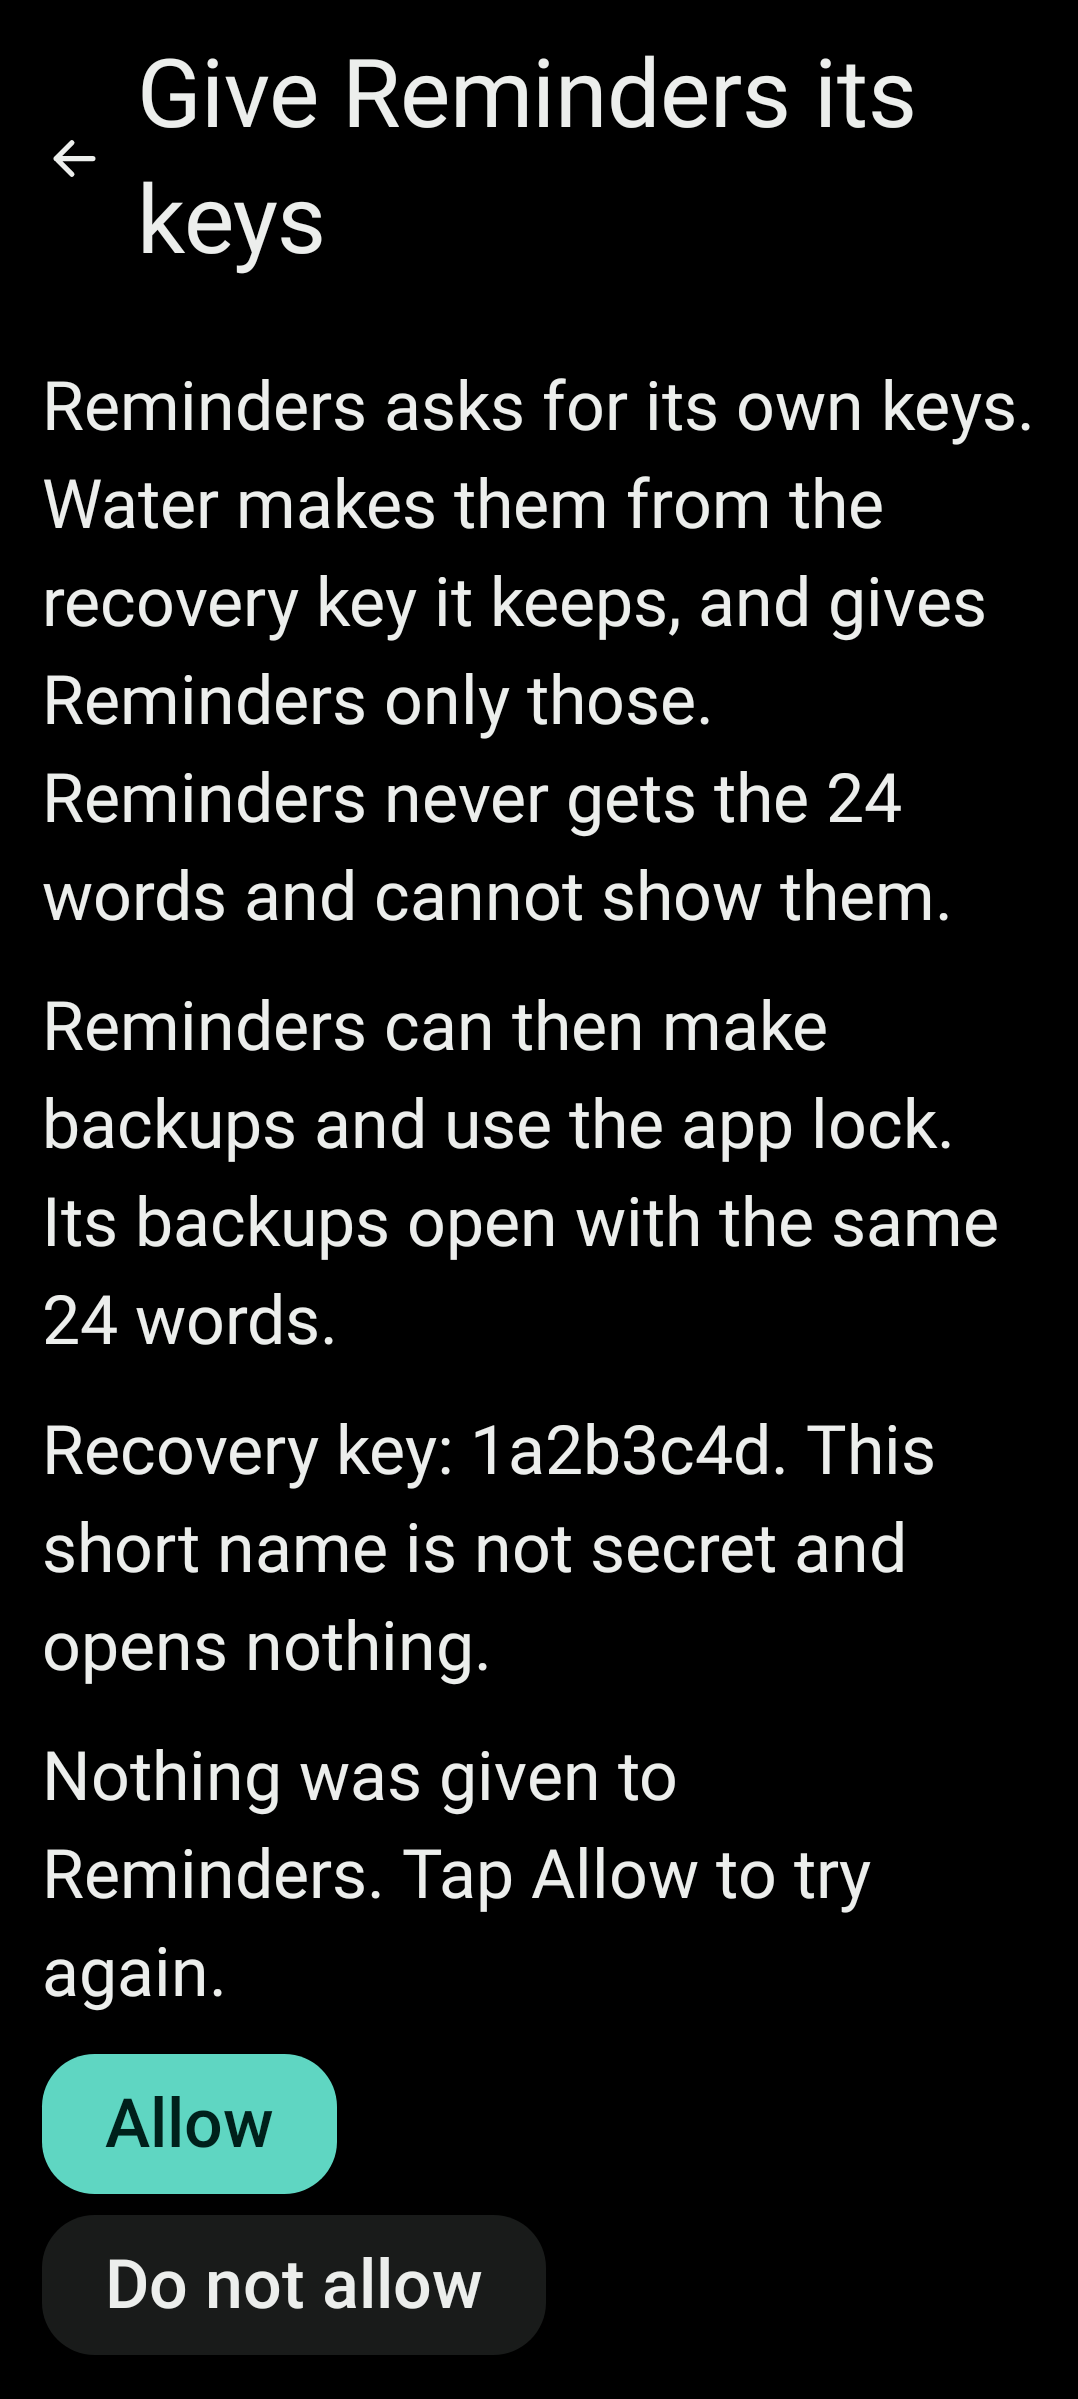 Give Reminders its
keys
Reminders asks for its own keys.
Water makes them from the
recovery key it keeps, and gives
Reminders only those.
Reminders never gets the 24
words and cannot show them.
Reminders can then make
backups and use the app lock.
Its backups open with the same
24 words.
Recovery key: 1a2b3c4d. This
short name is not secret and
opens nothing.
Nothing was given to
Reminders. Tap Allow to try
again.
Allow
Do not allow